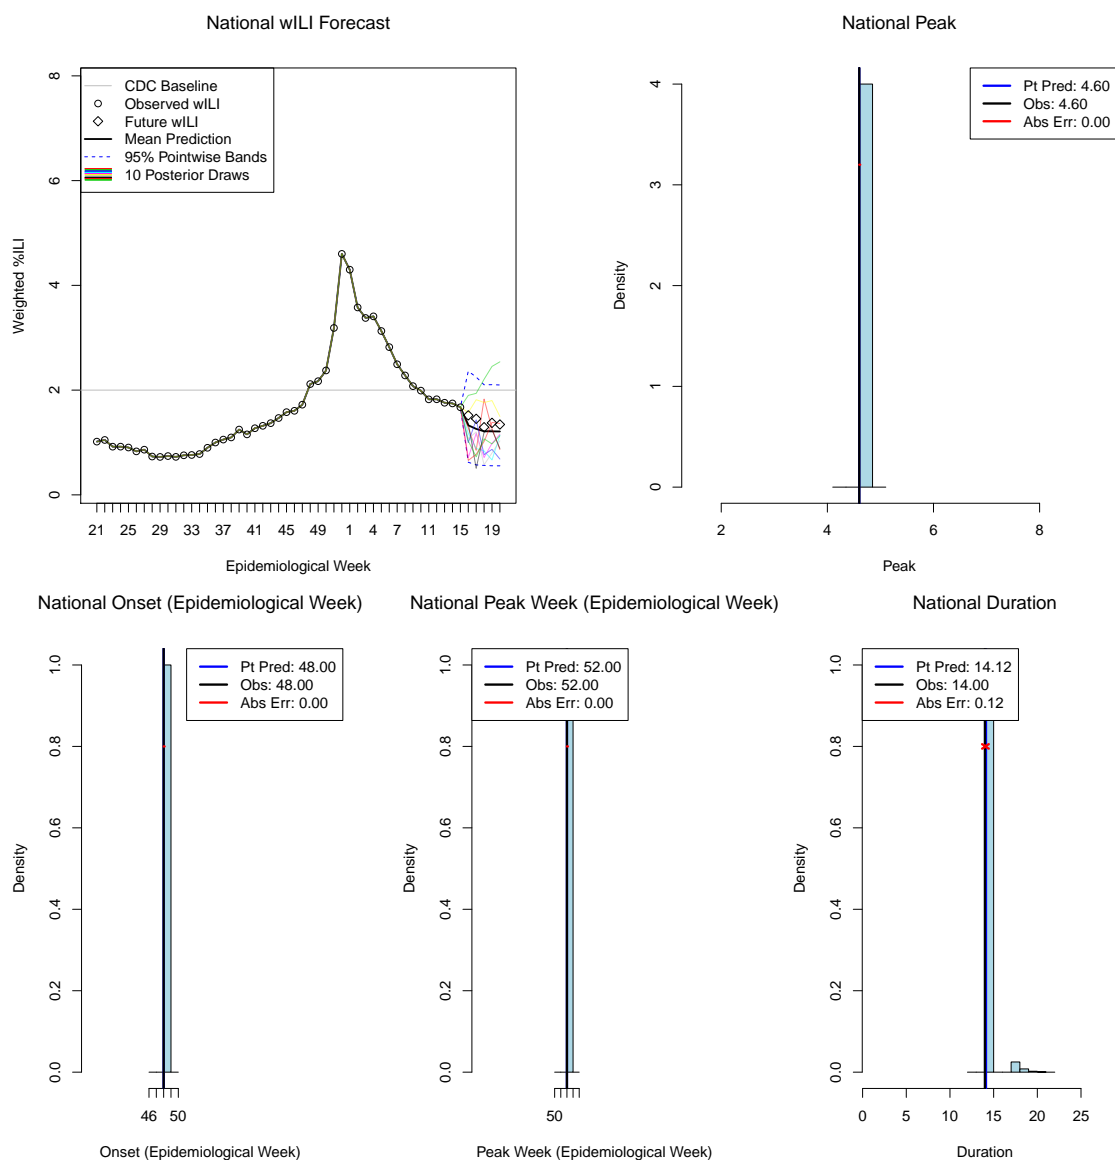 National wILI Forecast
CDC Baseline
Observed wILI
Future wILI
Mean Prediction
95% Pointwise Bands
10 Posterior Draws
8
6
4
2
0
Weighted %ILI
21 25 29 33 37 41 45 49 1 4 7 11 15 19
Epidemiological Week
National Peak
Pt Pred: 4.60
Obs: 4.60
Abs Err: 0.00
4
3
2
1
0
Density
2 4 6 8
Peak
National Onset (Epidemiological Week)
Pt Pred: 48.00
Obs: 48.00
Abs Err: 0.00
1.0
0.8
0.6
0.4
0.2
0.0
Density
46 50
Onset (Epidemiological Week)
National Peak Week (Epidemiological Week)
Pt Pred: 52.00
Obs: 52.00
Abs Err: 0.00
1.0
0.8
0.6
0.4
0.2
0.0
Density
50
Peak Week (Epidemiological Week)
National Duration
Pt Pred: 14.12
Obs: 14.00
Abs Err: 0.12
1.0
0.8
0.6
0.4
0.2
0.0
Density
0 5 10 15 20 25
Duration